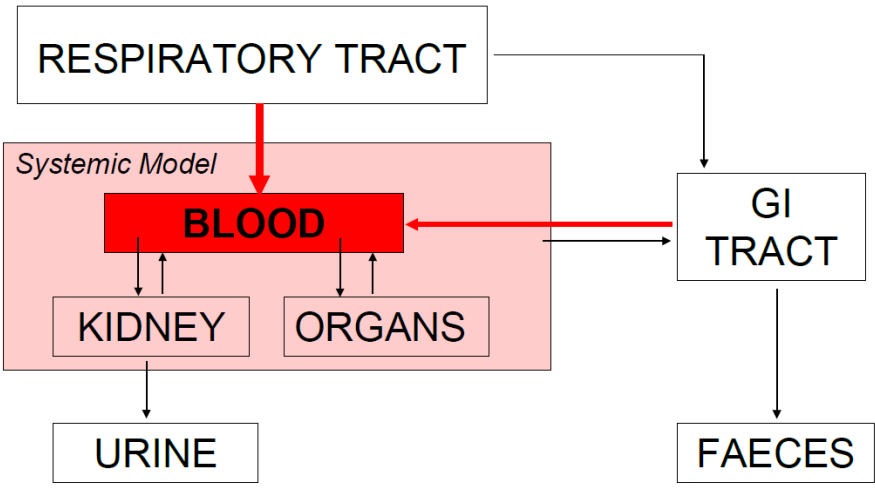 RESPIRATORY TRACT
Systemic Model
BLOOD
GI
TRACT
KIDNEY
ORGANS
URINE
FAECES